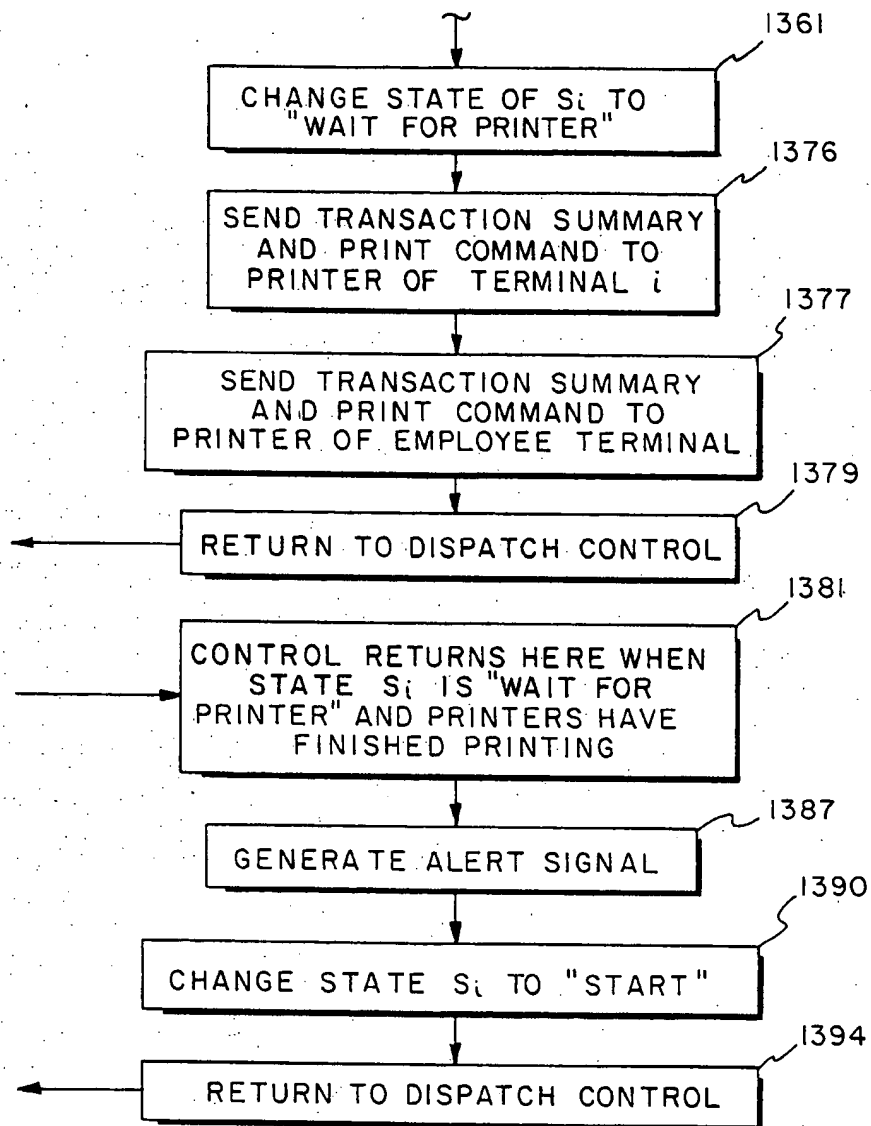 1361
CHANGE STATE OF Si TO
"WAIT FOR PRINTER"
1376
SEND TRANSACTION SUMMARY
AND PRINT COMMAND TO
PRINTER OF TERMINAL i
1377
SEND TRANSACTION SUMMARY
AND PRINT COMMAND TO
PRINTER OF EMPLOYEE TERMINAL
1379
RETURN TO DISPATCH CONTROL
1381
CONTROL RETURNS HERE WHEN
STATE Si IS "WAIT FOR
PRINTER" AND PRINTERS HAVE
FINISHED PRINTING
1387
GENERATE ALERT SIGNAL
1390
CHANGE STATE Si TO "START"
1394
RETURN TO DISPATCH CONTROL